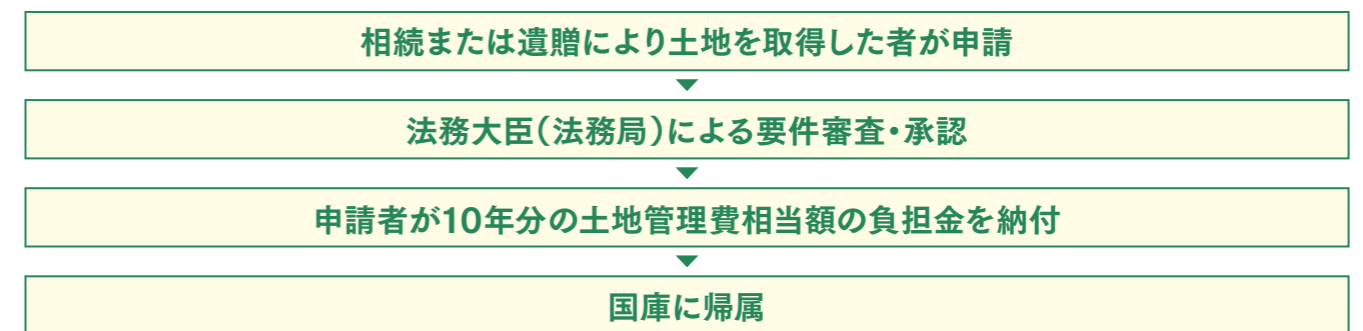 相続または遺贈により土地を取得した者が申請
法務大臣（法務局）による要件審査・承認
申請者が10年分の土地管理費相当額の負担金を納付
国庫に帰属